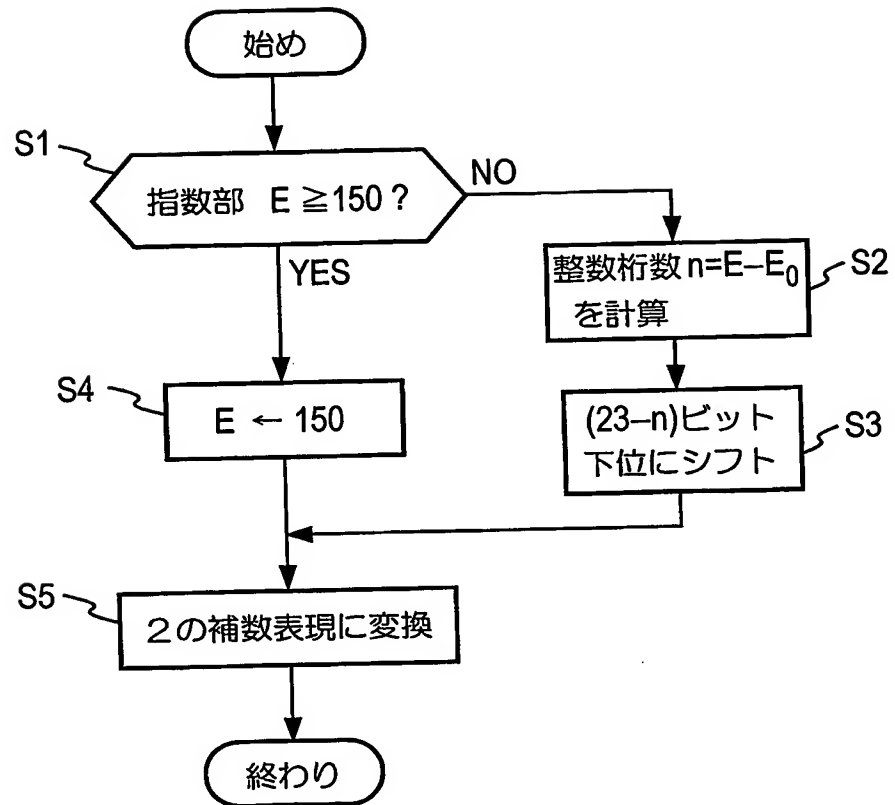 始め
S1
指数部 E ≧150 ?
NO
YES
整数桁数 n=E–E₀
を計算
S2
S4
E ← 150
(23–n)ビット
下位にシフト
S3
S5
2の補数表現に変換
終わり